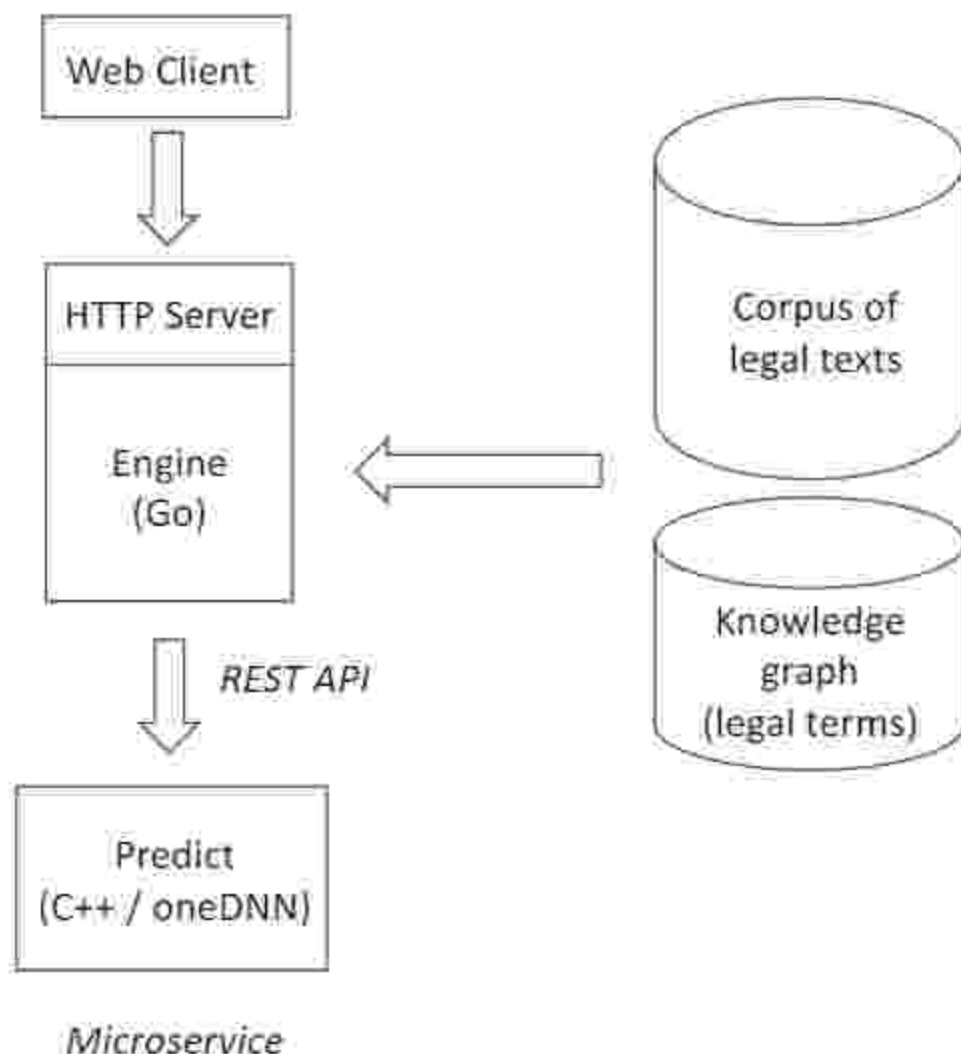 Web Client
HTTP Server
Engine
(Go)
REST API
Predict
(C++ / oneDNN)
Microservice
Corpus of
legal texts
Knowledge
graph
(legal terms)